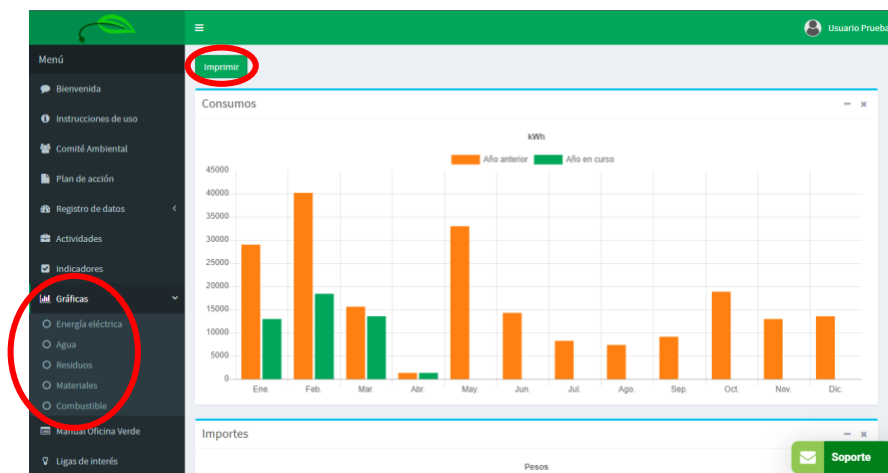 Usuario Prueba
Menú
Bienvenida
Instrucciones de uso
Comité Ambiental
Plan de acción
Registro de datos
Actividades
Indicadores
Gráficas
Energía eléctrica
Agua
Residuos
Materiales
Combustible
Manual Oficina Verde
Ligas de interés
Imprimir
Consumos
kWh
Año anterior Año en curso
45000
40000
35000
30000
25000
20000
15000
10000
5000
0
Ene. Feb. Mar. Abr. May. Jun. Jul. Ago. Sep. Oct. Nov. Dic.
Importes
Pesos
Soporte